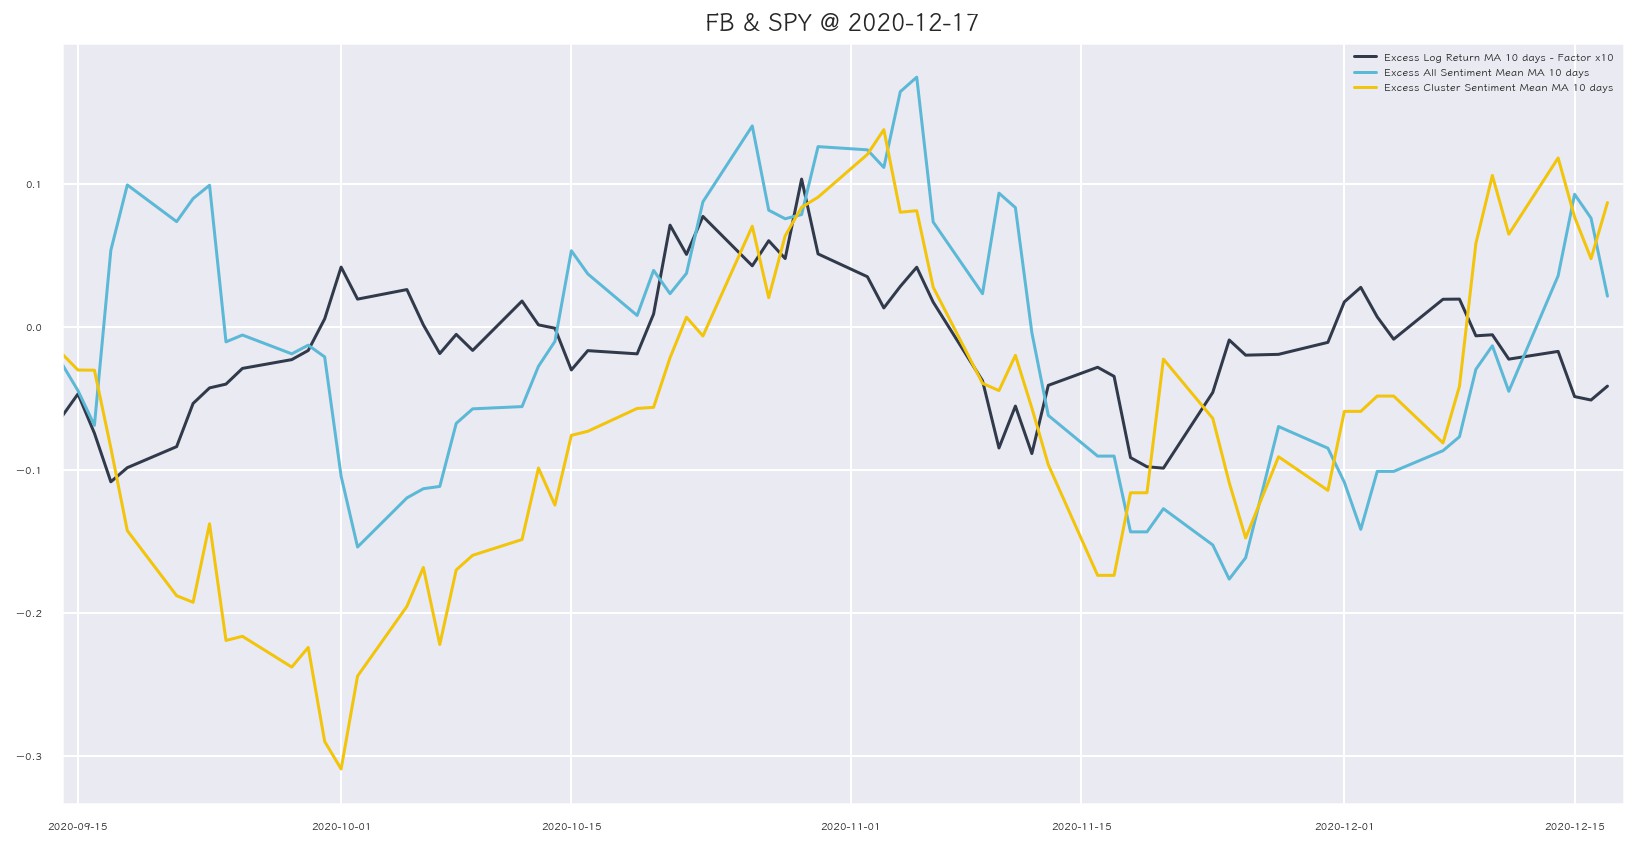 FB & SPY @ 2020-12-17
Excess Log Return MA 10 days - Factor x10
Excess All Sentiment Mean MA 10 days
Excess Cluster Sentiment Mean MA 10 days
0.1
0.0
−0.1
−0.2
−0.3
2020-09-15 2020-10-01 2020-10-15 2020-11-01 2020-11-15 2020-12-01 2020-12-15